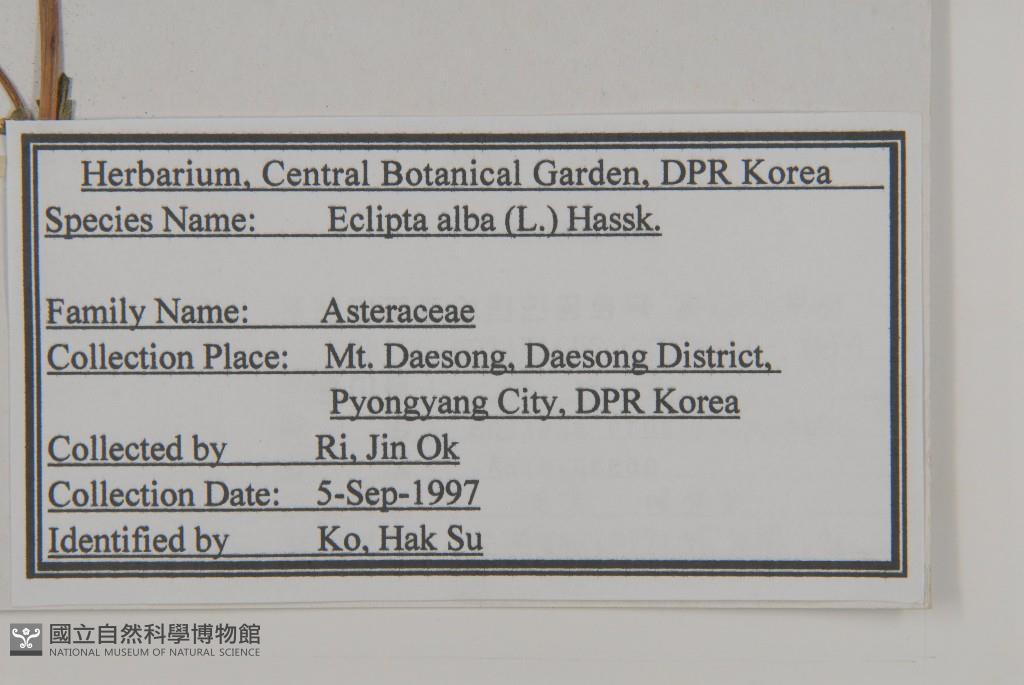 Herbarium, Central Botanical Garden, DPR Korea
Species Name: Eclipta alba (L.) Hassk.
Family Name: Asteraceae
Collection Place: Mt. Daesong, Daesong District,
Pyongyang City, DPR Korea
Collected by Ri, Jin Ok
Collection Date: 5-Sep-1997
Identified by Ko, Hak Su
國立自然科學博物館
NATIONAL MUSEUM OF NATURAL SCIENCE